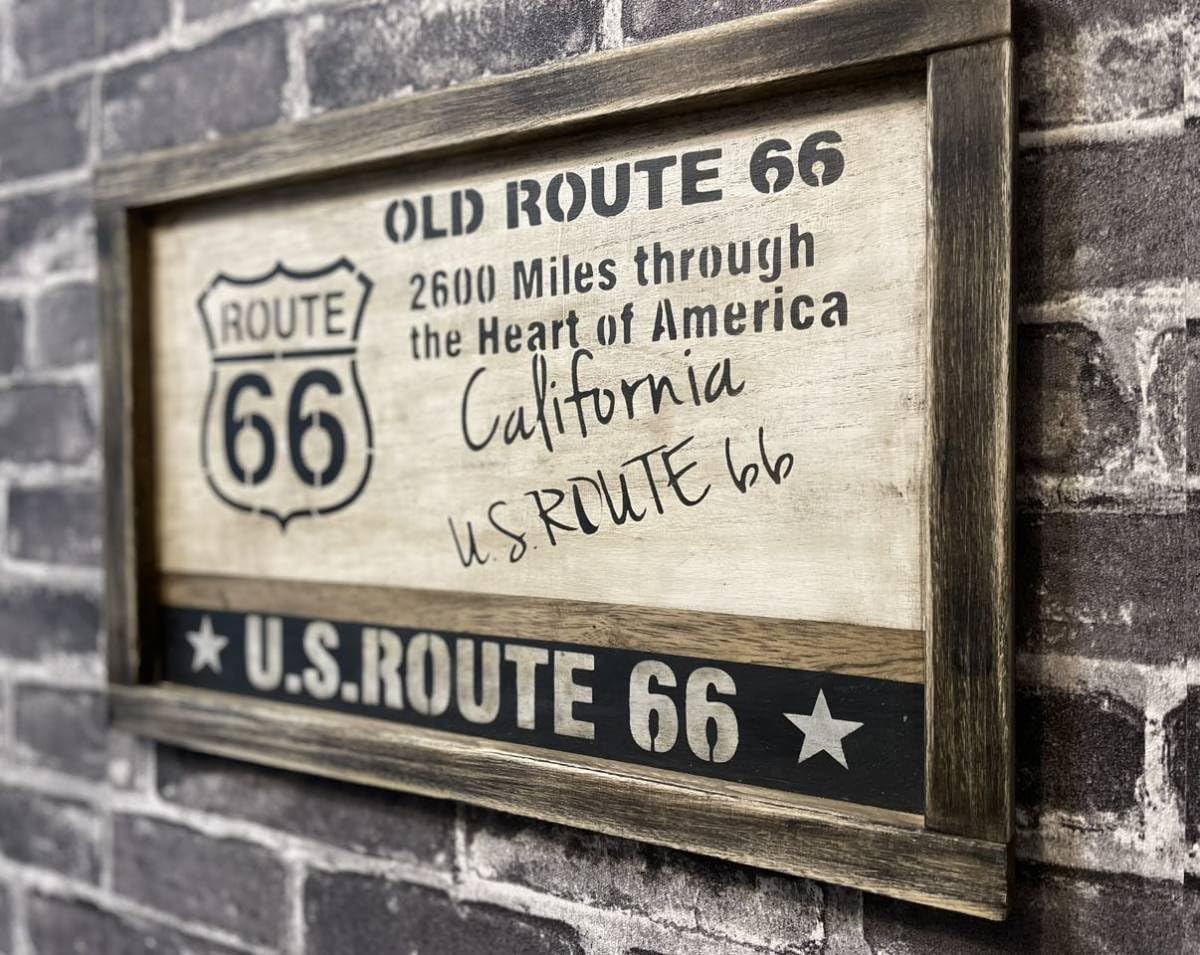 OLD ROUTE 66
2600 Miles through
the Heart of America
California
U.S.ROUTE 66
ROUTE
66
U.S.ROUTE 66